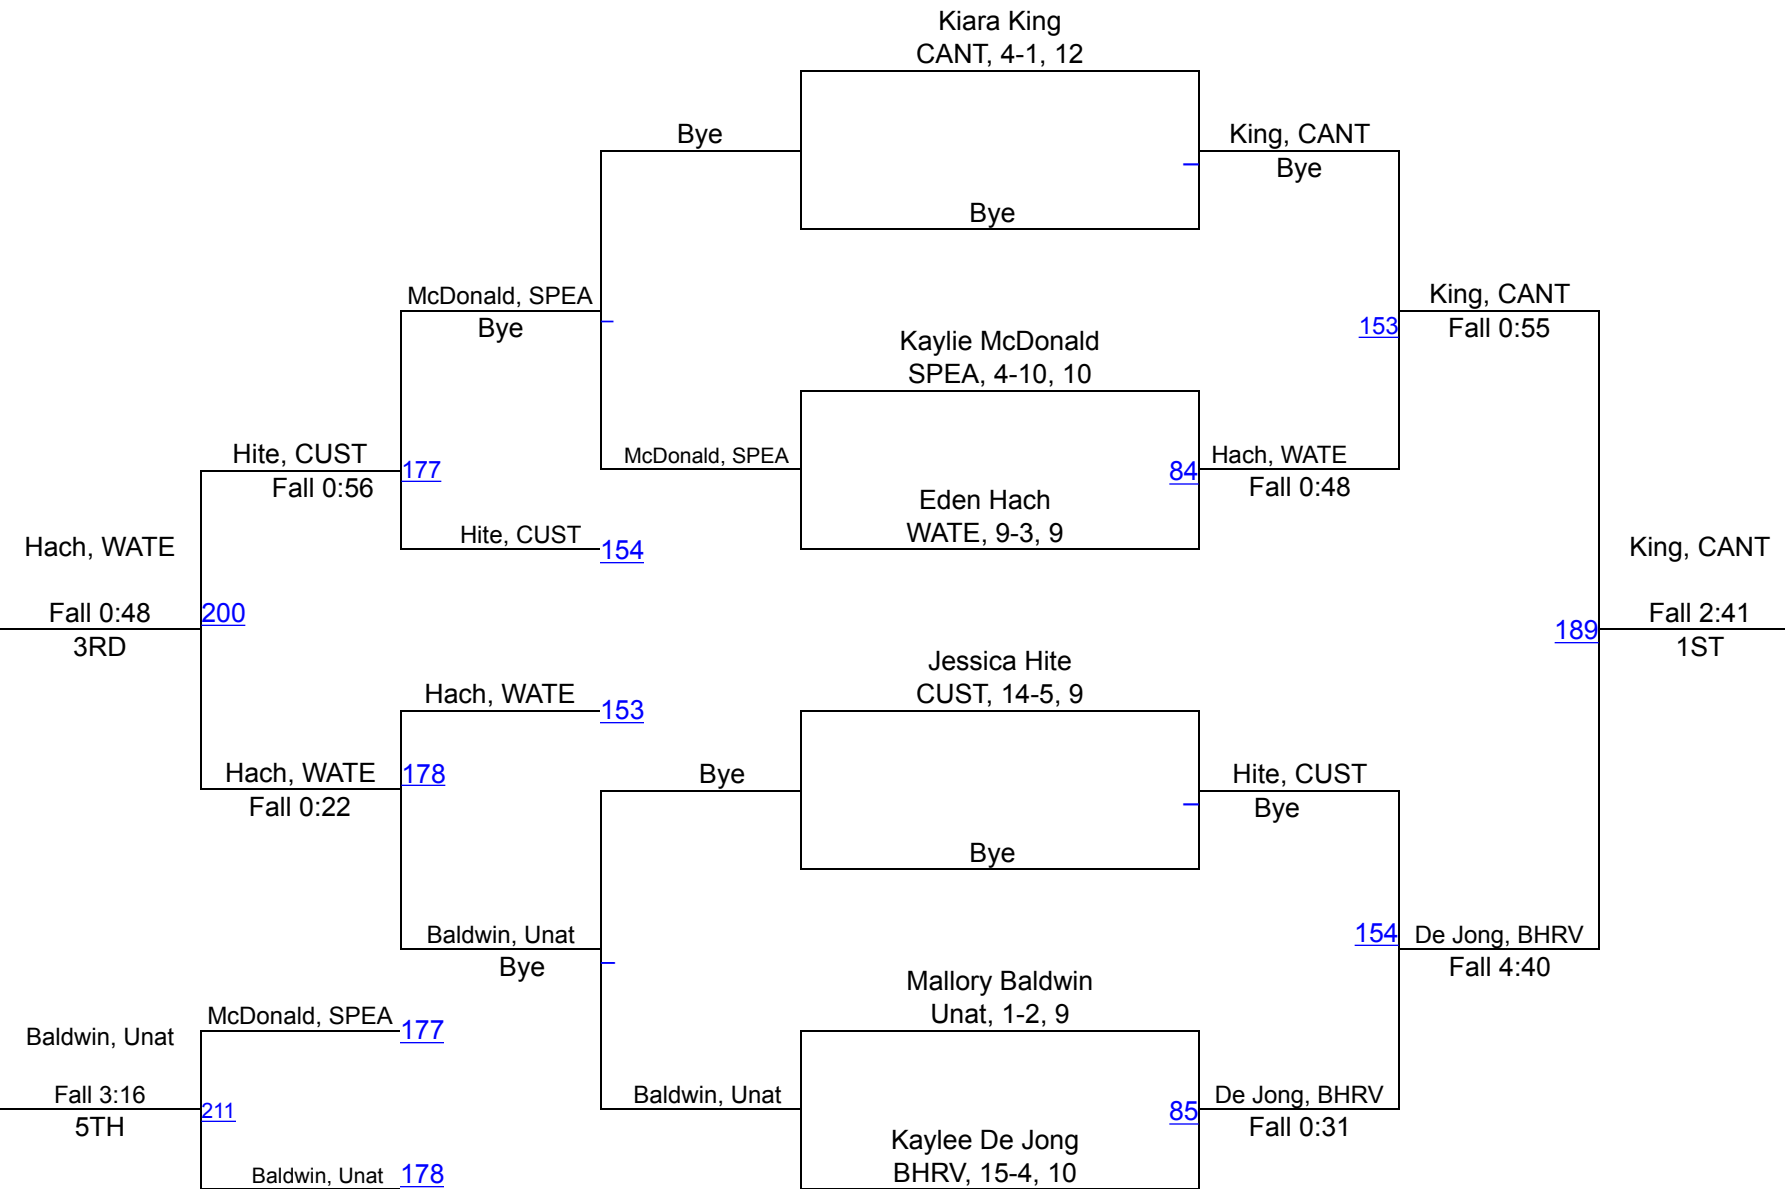 Kiara King
CANT, 4-1, 12
Bye
King, CANT
Bye
Bye
McDonald, SPEA
Bye
King, CANT
153
Fall 0:55
Kaylie McDonald
SPEA, 4-10, 10
Hite, CUST
177
Fall 0:56
McDonald, SPEA
84
Hach, WATE
Fall 0:48
Eden Hach
WATE, 9-3, 9
Hite, CUST
154
Hach, WATE
King, CANT
Fall 0:48
200
3RD
189
Fall 2:41
1ST
Jessica Hite
CUST, 14-5, 9
Hach, WATE
153
Hach, WATE
178
Fall 0:22
Bye
Hite, CUST
Bye
Bye
Baldwin, Unat
Bye
154
De Jong, BHRV
Fall 4:40
Mallory Baldwin
Unat, 1-2, 9
McDonald, SPEA
177
Baldwin, Unat
Fall 3:16
211
5TH
Baldwin, Unat
85
De Jong, BHRV
Fall 0:31
Kaylee De Jong
BHRV, 15-4, 10
Baldwin, Unat
178